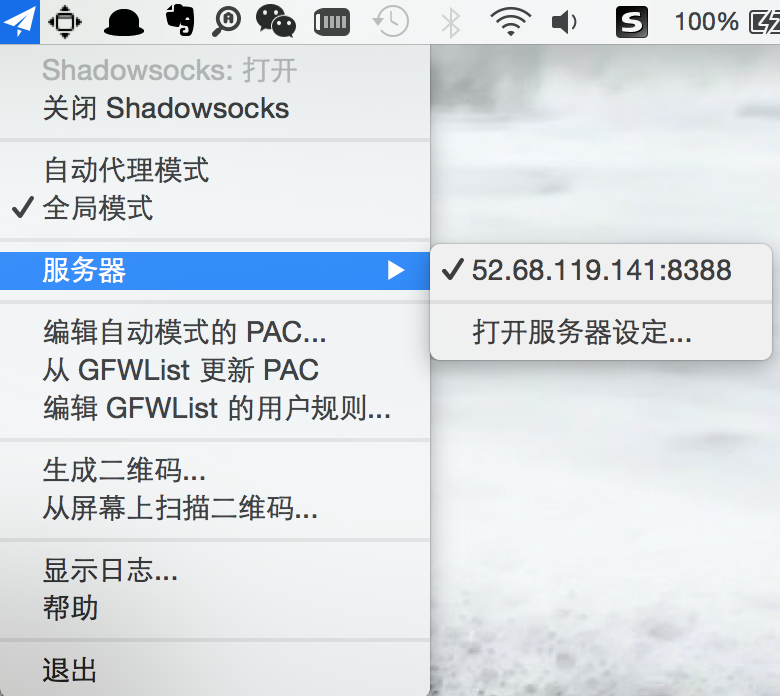 100%
Shadowsocks: 打开
关闭 Shadowsocks
自动代理模式
全局模式
服务器
52.68.119.141:8388
打开服务器设定...
编辑自动模式的 PAC...
从 GFWList 更新 PAC
编辑 GFWList 的用户规则...
生成二维码...
从屏幕上扫描二维码...
显示日志...
帮助
退出